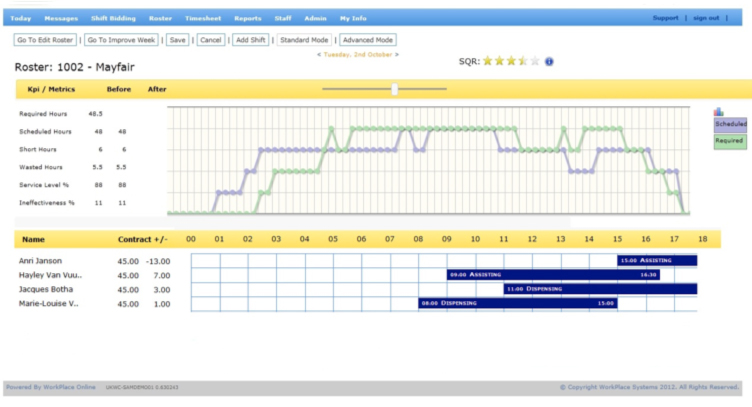 Today Messages Shift Bidding Roster Timesheet Reports Staff Admin My Info Support | sign out |
Go To Edit Roster | Go To Improve Week | Save | Cancel | Add Shift | Standard Mode | Advanced Mode
< Tuesday, 2nd October >
SQR:
Roster: 1002 - Mayfair
Kpi / Metrics Before After
Required Hours 48.5
Scheduled Hours 48 48
Short Hours 6 6
Wasted Hours 5.5 5.5
Service Level % 88 88
Ineffectiveness % 11 11
Scheduled
Required
Name Contract +/- 00 01 02 03 04 05 06 07 08 09 10 11 12 13 14 15 16 17 18
Anri Janson 45.00 -13.00 15:00 ASSISTING
Hayley Van Vuu.. 45.00 7.00 09:00 ASSISTING 16:30
Jacques Botha 45.00 3.00 11:00 DISPENSING
Marie-Louise V.. 45.00 1.00 08:00 DISPENSING 15:00
Powered By WorkPlace Online © Copyright WorkPlace Systems 2012. All Rights Reserved.